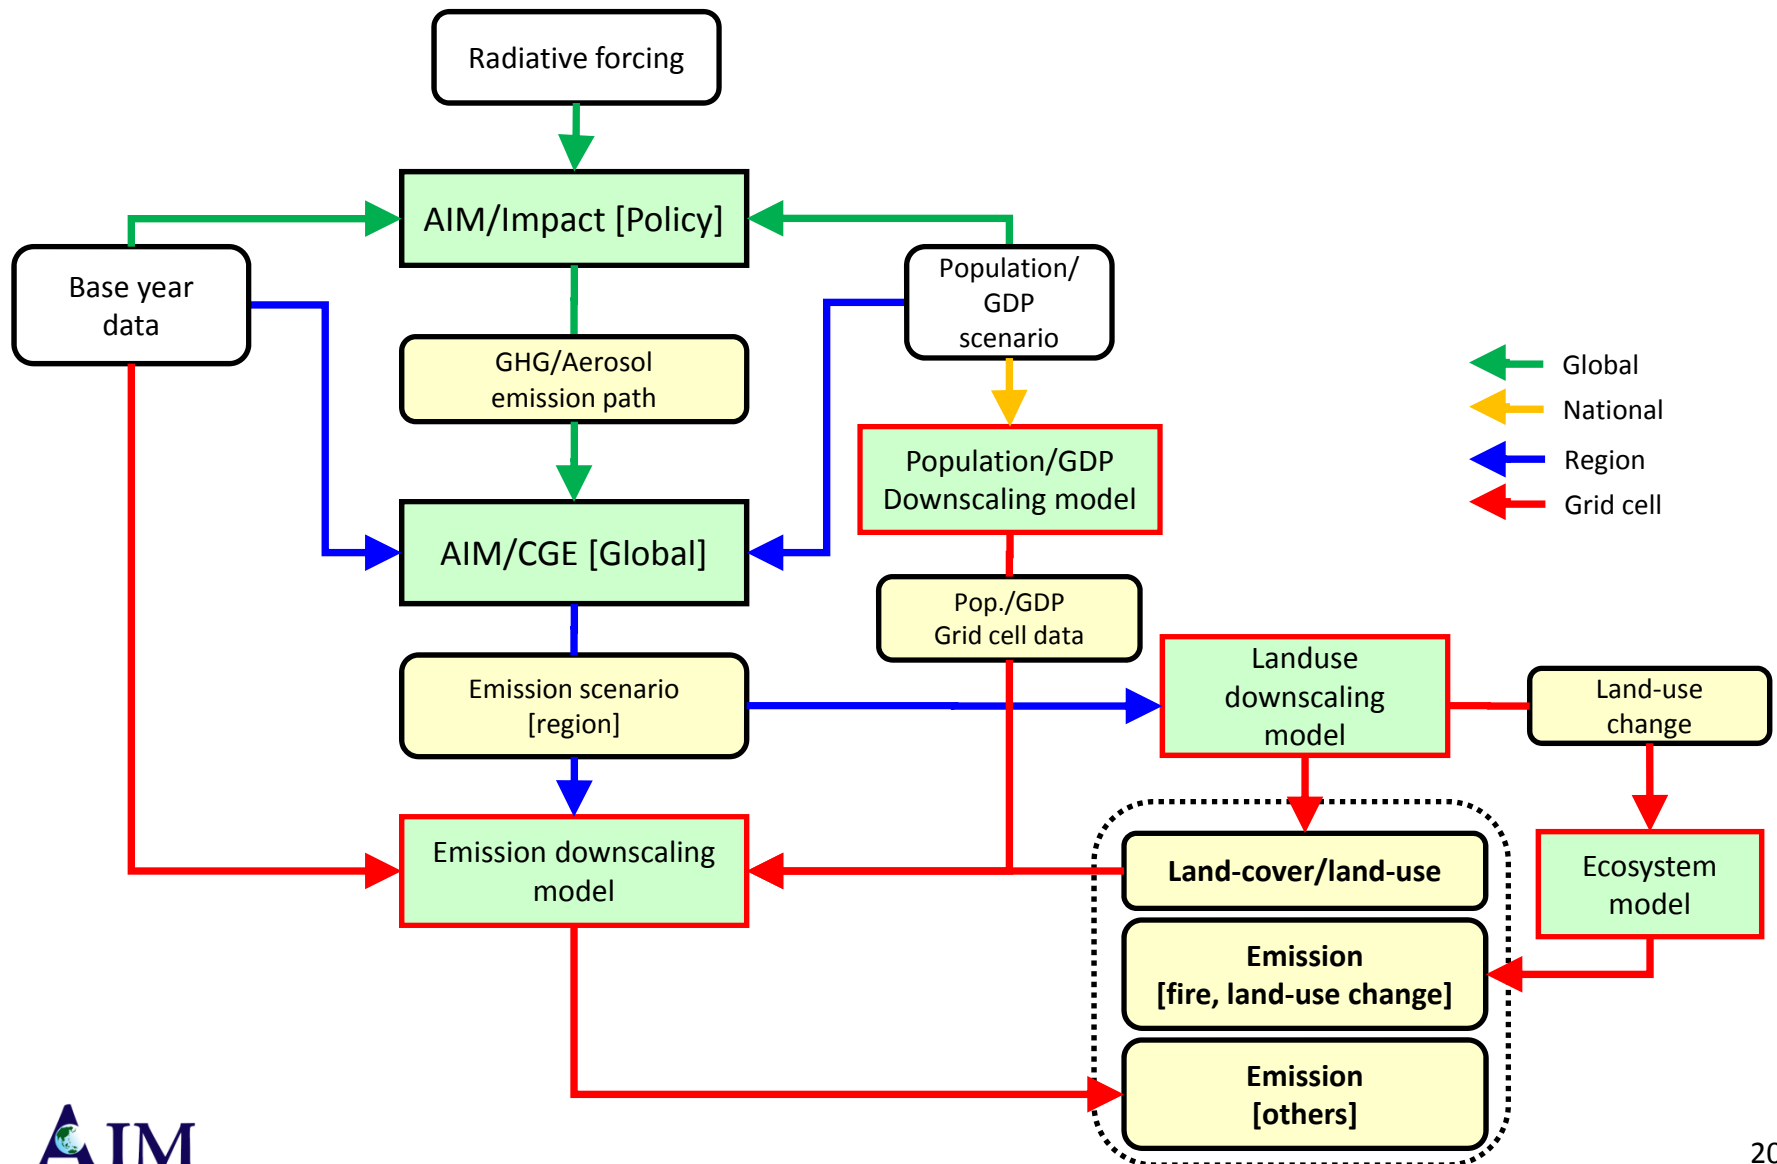 Radiative forcing
AIM/Impact [Policy]
Base year
data
Population/
GDP
scenario
GHG/Aerosol
emission path
Global
National
Region
Grid cell
Population/GDP
Downscaling model
AIM/CGE [Global]
Pop./GDP
Grid cell data
Emission scenario
[region]
Landuse
downscaling
model
Land-use
change
Emission downscaling
model
Land-cover/land-use
Ecosystem
model
Emission
[fire, land-use change]
Emission
[others]
AIM
20